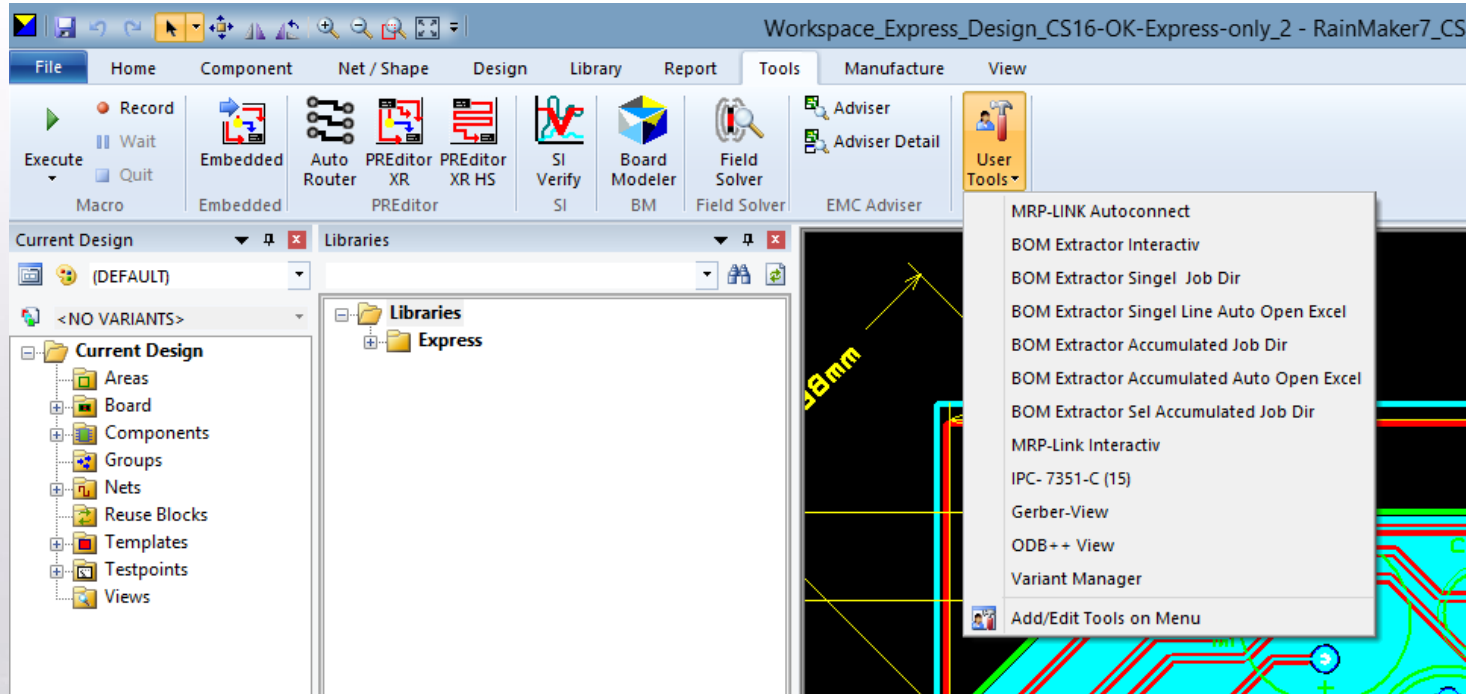 Workspace_Express_Design_CS16-OK-Express-only_2 - RainMaker7_CS
File Home Component Net / Shape Design Library Report Tools Manufacture View
Execute
Record
Wait
Quit
Macro
Embedded
Embedded
Auto Router
PREditor XR
PREditor XR HS
PREditor
SI Verify
SI
Board Modeler
BM
Field Solver
Field Solver
Adviser
Adviser Detail
EMC Adviser
User Tools
Current Design
(DEFAULT)
<NO VARIANTS>
Current Design
Areas
Board
Components
Groups
Nets
Reuse Blocks
Templates
Testpoints
Views
Libraries
Libraries
Express
MRP-LINK Autoconnect
BOM Extractor Interactiv
BOM Extractor Singel  Job Dir
BOM Extractor Singel Line Auto Open Excel
BOM Extractor Accumulated Job Dir
BOM Extractor Accumulated Auto Open Excel
BOM Extractor Sel Accumulated Job Dir
MRP-Link Interactiv
IPC- 7351-C (15)
Gerber-View
ODB++ View
Variant Manager
Add/Edit Tools on Menu